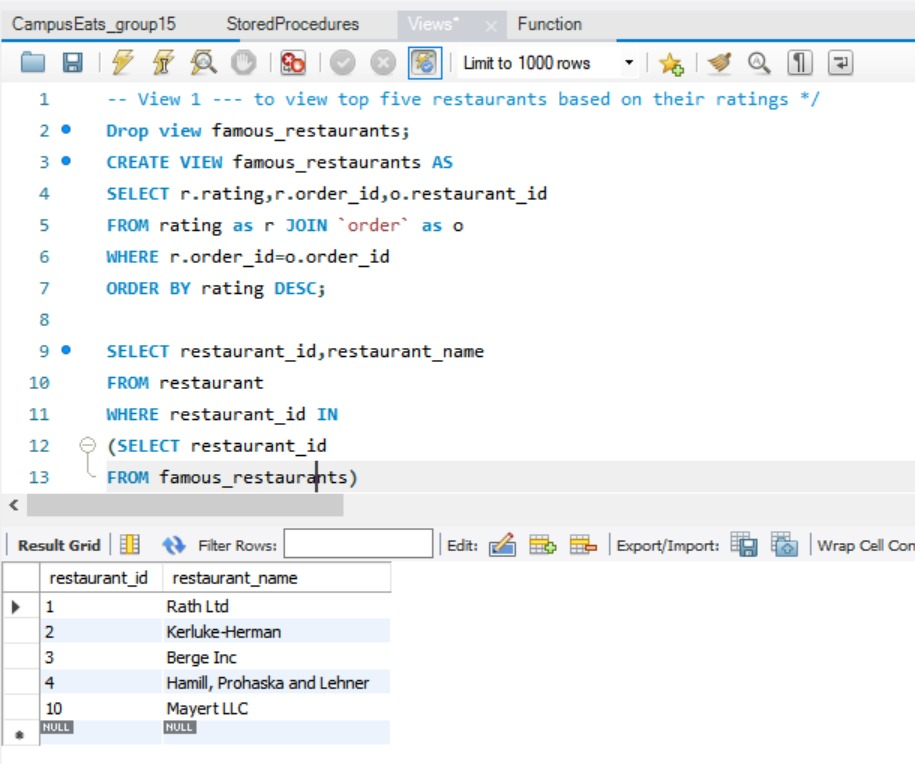 CampusEats_group15 StoredProcedures Views* Function
Limit to 1000 rows
1 -- View 1 --- to view top five restaurants based on their ratings */
2 Drop view famous_restaurants;
3 CREATE VIEW famous_restaurants AS
4 SELECT r.rating,r.order_id,o.restaurant_id
5 FROM rating as r JOIN `order` as o
6 WHERE r.order_id=o.order_id
7 ORDER BY rating DESC;
8
9 SELECT restaurant_id,restaurant_name
10 FROM restaurant
11 WHERE restaurant_id IN
12 (SELECT restaurant_id
13 FROM famous_restaurants)
Result Grid Filter Rows: Edit: Export/Import: Wrap Cell Con
restaurant_id restaurant_name
1 Rath Ltd
2 Kerluke-Herman
3 Berge Inc
4 Hamill, Prohaska and Lehner
10 Mayert LLC
NULL NULL